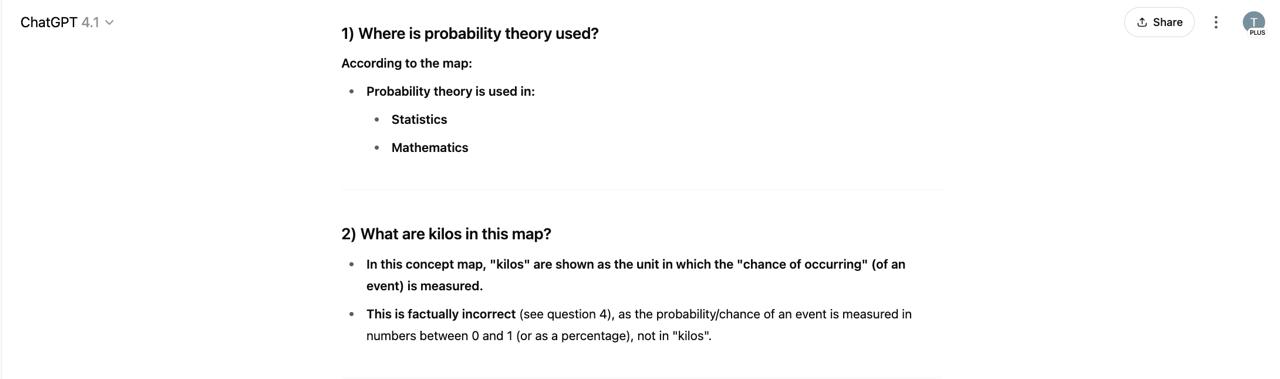 ChatGPT 4.1
Share
T
PLUS
1) Where is probability theory used?
According to the map:
• Probability theory is used in:
• Statistics
• Mathematics
2) What are kilos in this map?
• In this concept map, "kilos" are shown as the unit in which the "chance of occurring" (of an
event) is measured.
• This is factually incorrect (see question 4), as the probability/chance of an event is measured in
numbers between 0 and 1 (or as a percentage), not in "kilos".